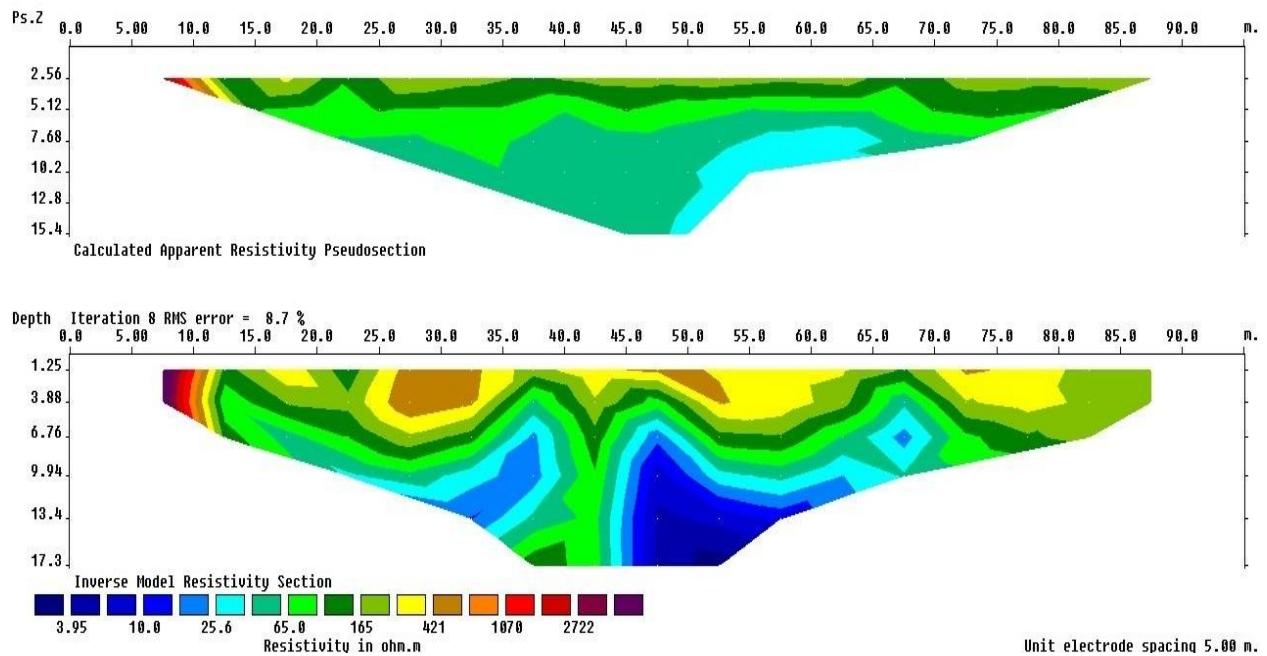 Ps.Z 0.0 5.00 10.0 15.0 20.0 25.0 30.0 35.0 40.0 45.0 50.0 55.0 60.0 65.0 70.0 75.0 80.0 85.0 90.0 m.
2.56
5.12
7.68
10.2
12.8
15.4
Calculated Apparent Resistivity Pseudosection
Depth Iteration 8 RMS error = 8.7 %
0.0 5.00 10.0 15.0 20.0 25.0 30.0 35.0 40.0 45.0 50.0 55.0 60.0 65.0 70.0 75.0 80.0 85.0 90.0 m.
1.25
3.88
6.76
9.94
13.4
17.3
Inverse Model Resistivity Section
3.95 10.0 25.6 65.0 165 421 1070 2722
Resistivity in ohm.m
Unit electrode spacing 5.00 m.